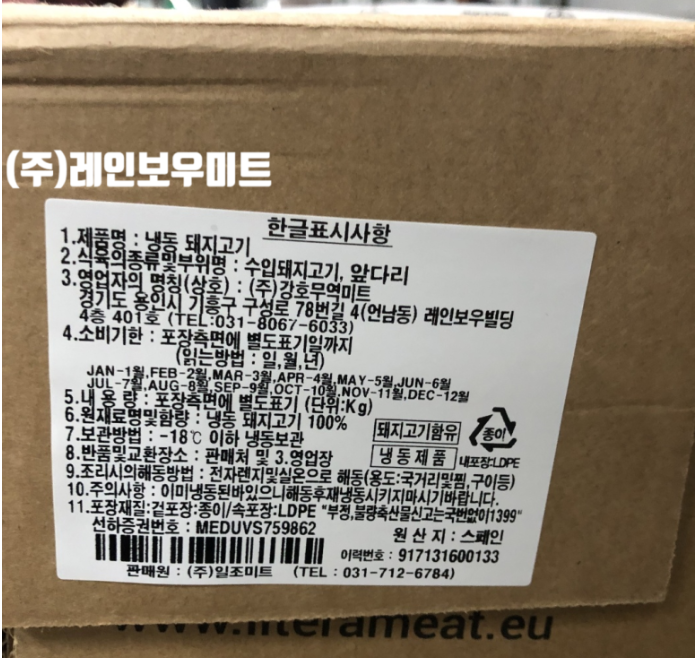 (주)레인보우마트
한글표시사항
1.제품명 : 냉동 돼지고기
2.식육의종류및부위명 : 수입돼지고기, 앞다리
3.영업자의 명칭(상호) : (주)강호무역미트
경기도 용인시 기흥구 구성로 78번길 4(언남동) 레인보우빌딩
4층 401호 (TEL:031-8067-6033)
4.소비기한 : 포장측면에 별도표기일까지
(읽는방법 : 일,월,년)
JAN-1월,FEB-2월,MAR-3월,APR-4월,MAY-5월,JUN-6월
JUL-7월,AUG-8월,SEP-9월,OCT-10월,NOV-11월,DEC-12월
5.내 용 량 : 포장측면에 별도표기 (단위:Kg)
6.원재료명및함량 : 냉동 돼지고기 100%
7.보관방법 : -18℃ 이하 냉동보관
돼지고기함유
종이
8.반품및교환장소 : 판매처 및 3.영업장
냉동제품
내포장:LDPE
9.조리시의해동방법 : 전자렌지및실온으로 해동(용도:국거리및찜,구이등)
10.주의사항 : 이미냉동된바있으니해동후재냉동시키지마시기바랍니다.
11.포장재질:겉포장:종이/속포장:LDPE "부정,불량축산물신고는국번없이1399"
선하증권번호 : MEDUVS759862
원 산 지 : 스페인
이력번호 : 917131600133
판매원 : (주)일조미트 (TEL : 031-712-6784)
www.literameat.eu